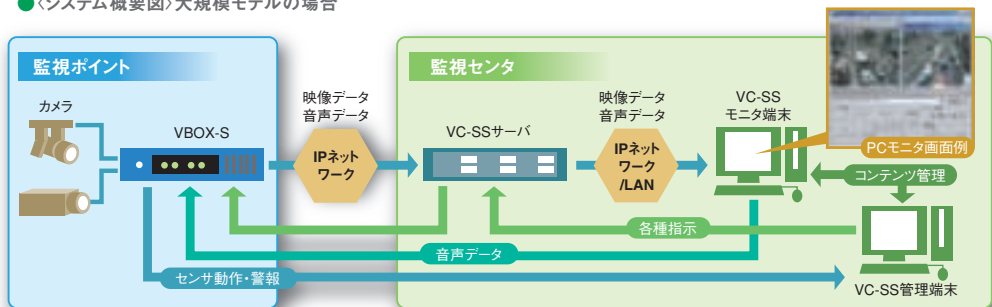 ●〈システム概要図〉大規模モデルの場合
監視ポイント
カメラ
VBOX-S
映像データ
音声データ
IPネット
ワーク
監視センタ
VC-SSサーバ
映像データ
音声データ
IPネット
ワーク
/LAN
VC-SS
モニタ端末
PCモニタ画面例
コンテンツ管理
各種指示
音声データ
センサ動作・警報
VC-SS管理端末